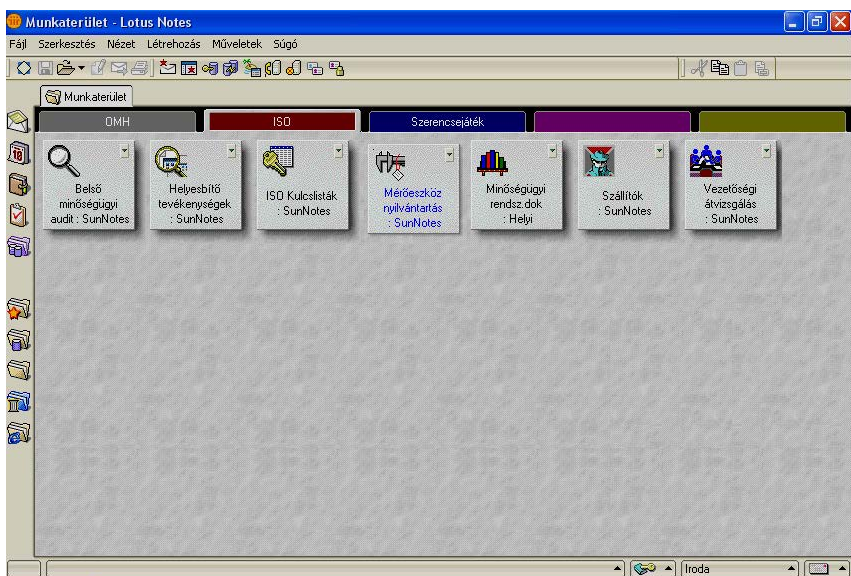 Munkaterület - Lotus Notes
Fájl Szerkesztés Nézet Létrehozás Műveletek Súgó
Munkaterület
OMH ISO Szerencsejáték
18
Belső
minőségügyi
audit : SunNotes
Helyesbítő
tevékenységek
: SunNotes
ISO Kulcslisták
: SunNotes
Mérőeszköz
nyilvántartás
: SunNotes
Minőségügyi
rendsz.dok
: Helyi
Szállítók
: SunNotes
Vezetőségi
átvizsgálás
: SunNotes
Iroda